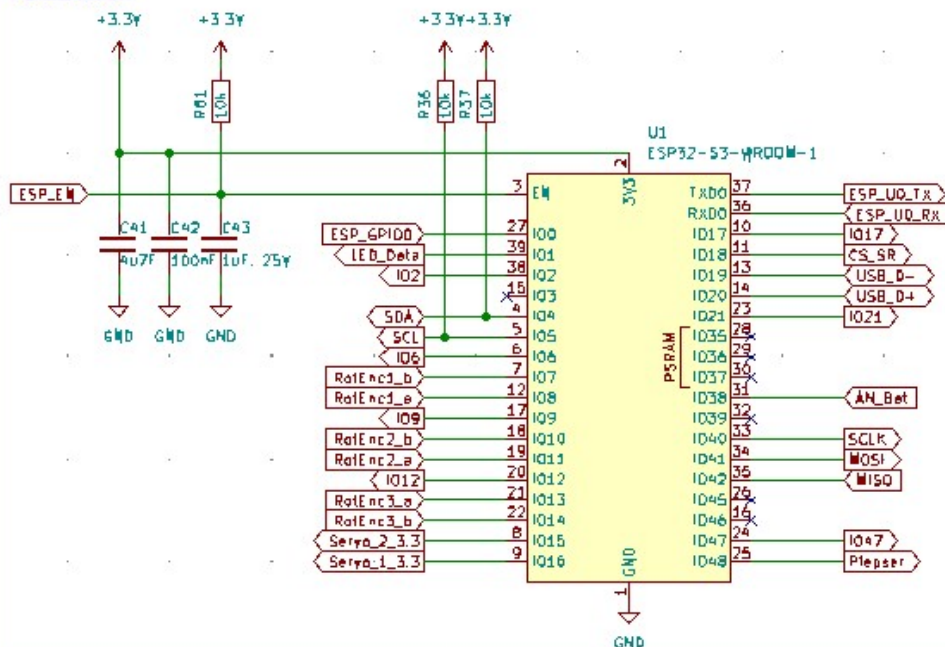 +3.3V +3.3V +3.3V +3.3V
R81 10k R36 10k R37 10k
U1
ESP32-S3-WROOM-1
ESP_EN 3 EN 2 3V3 TXD0 37 ESP_U0_TX
RXD0 36 ESP_U0_RX
C41 C42 C43
4u7F 100nF 1uF, 25V
GND GND GND
ESP_GPIO0 27 IO0 IO17 10 IO17
LED_Data 39 IO1 IO18 11 CS_SR
IO2 38 IO2 IO19 13 USB_D-
15 IO3 IO20 14 USB_D+
SDA 4 IO4 IO21 23 IO21
SCL 5 IO5 IO35 28
IO6 6 IO6 IO36 29
PSRAM
RotEnc1_b 7 IO7 IO37 30
RotEnc1_a 12 IO8 IO38 31 AN_Bat
IO9 17 IO9 IO39 32
RotEnc2_b 18 IO10 IO40 33 SCLK
RotEnc2_a 19 IO11 IO41 34 MOSI
IO12 20 IO12 IO42 35 MISO
RotEnc3_a 21 IO13 IO45 26
RotEnc3_b 22 IO14 IO46 16
Servo_2_3.3 8 IO15 IO47 24 IO47
Servo_1_3.3 9 IO16 IO48 25 Piepser
GND
1
GND